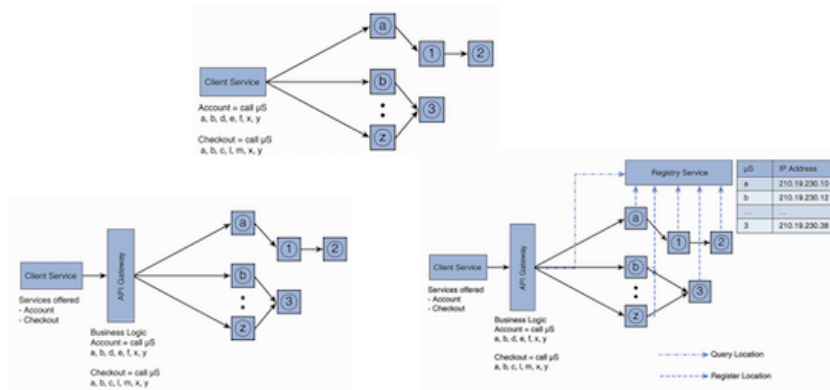 a
1
2
Client Service
b
3
z
Account = call µS
a, b, d, e, f, x, y
Checkout = call µS
a, b, c, l, m, x, y
a
1
2
Client Service
API Gateway
b
3
z
Services offered
- Account
- Checkout
Business Logic
Account = call µS
a, b, d, e, f, x, y
Checkout = call µS
a, b, c, l, m, x, y
Registry Service
µS IP Address
a 210.19.230.10
b 210.19.230.12
.... ....
3 210.19.230.38
a
1
2
Client Service
API Gateway
b
3
z
Services offered
- Account
- Checkout
Business Logic
Account = call µS
a, b, d, e, f, x, y
Checkout = call µS
a, b, c, l, m, x, y
Query Location
Register Location